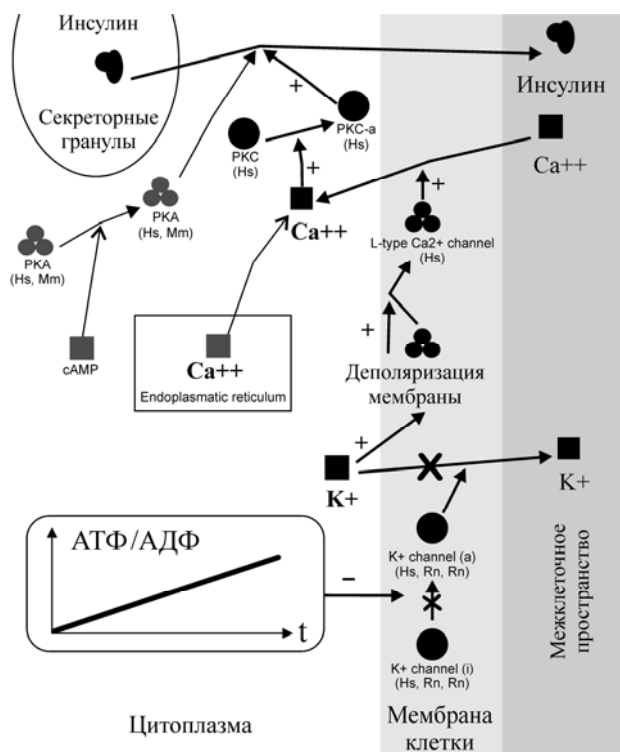 Инсулин
Секреторные
гранулы
Инсулин
+
PKC-a
(Hs)
PKC
(Hs)
+
Ca++
Ca++
+
L-type Ca2+ channel
(Hs)
PKA
(Hs, Mm)
PKA
(Hs, Mm)
cAMP
Ca++
Endoplasmatic reticulum
+
Деполяризация
мембраны
+
K+
K+
АТФ/АДФ
t
–
K+ channel (a)
(Hs, Rn, Rn)
K+ channel (i)
(Hs, Rn, Rn)
Межклеточное
пространство
Цитоплазма
Мембрана
клетки